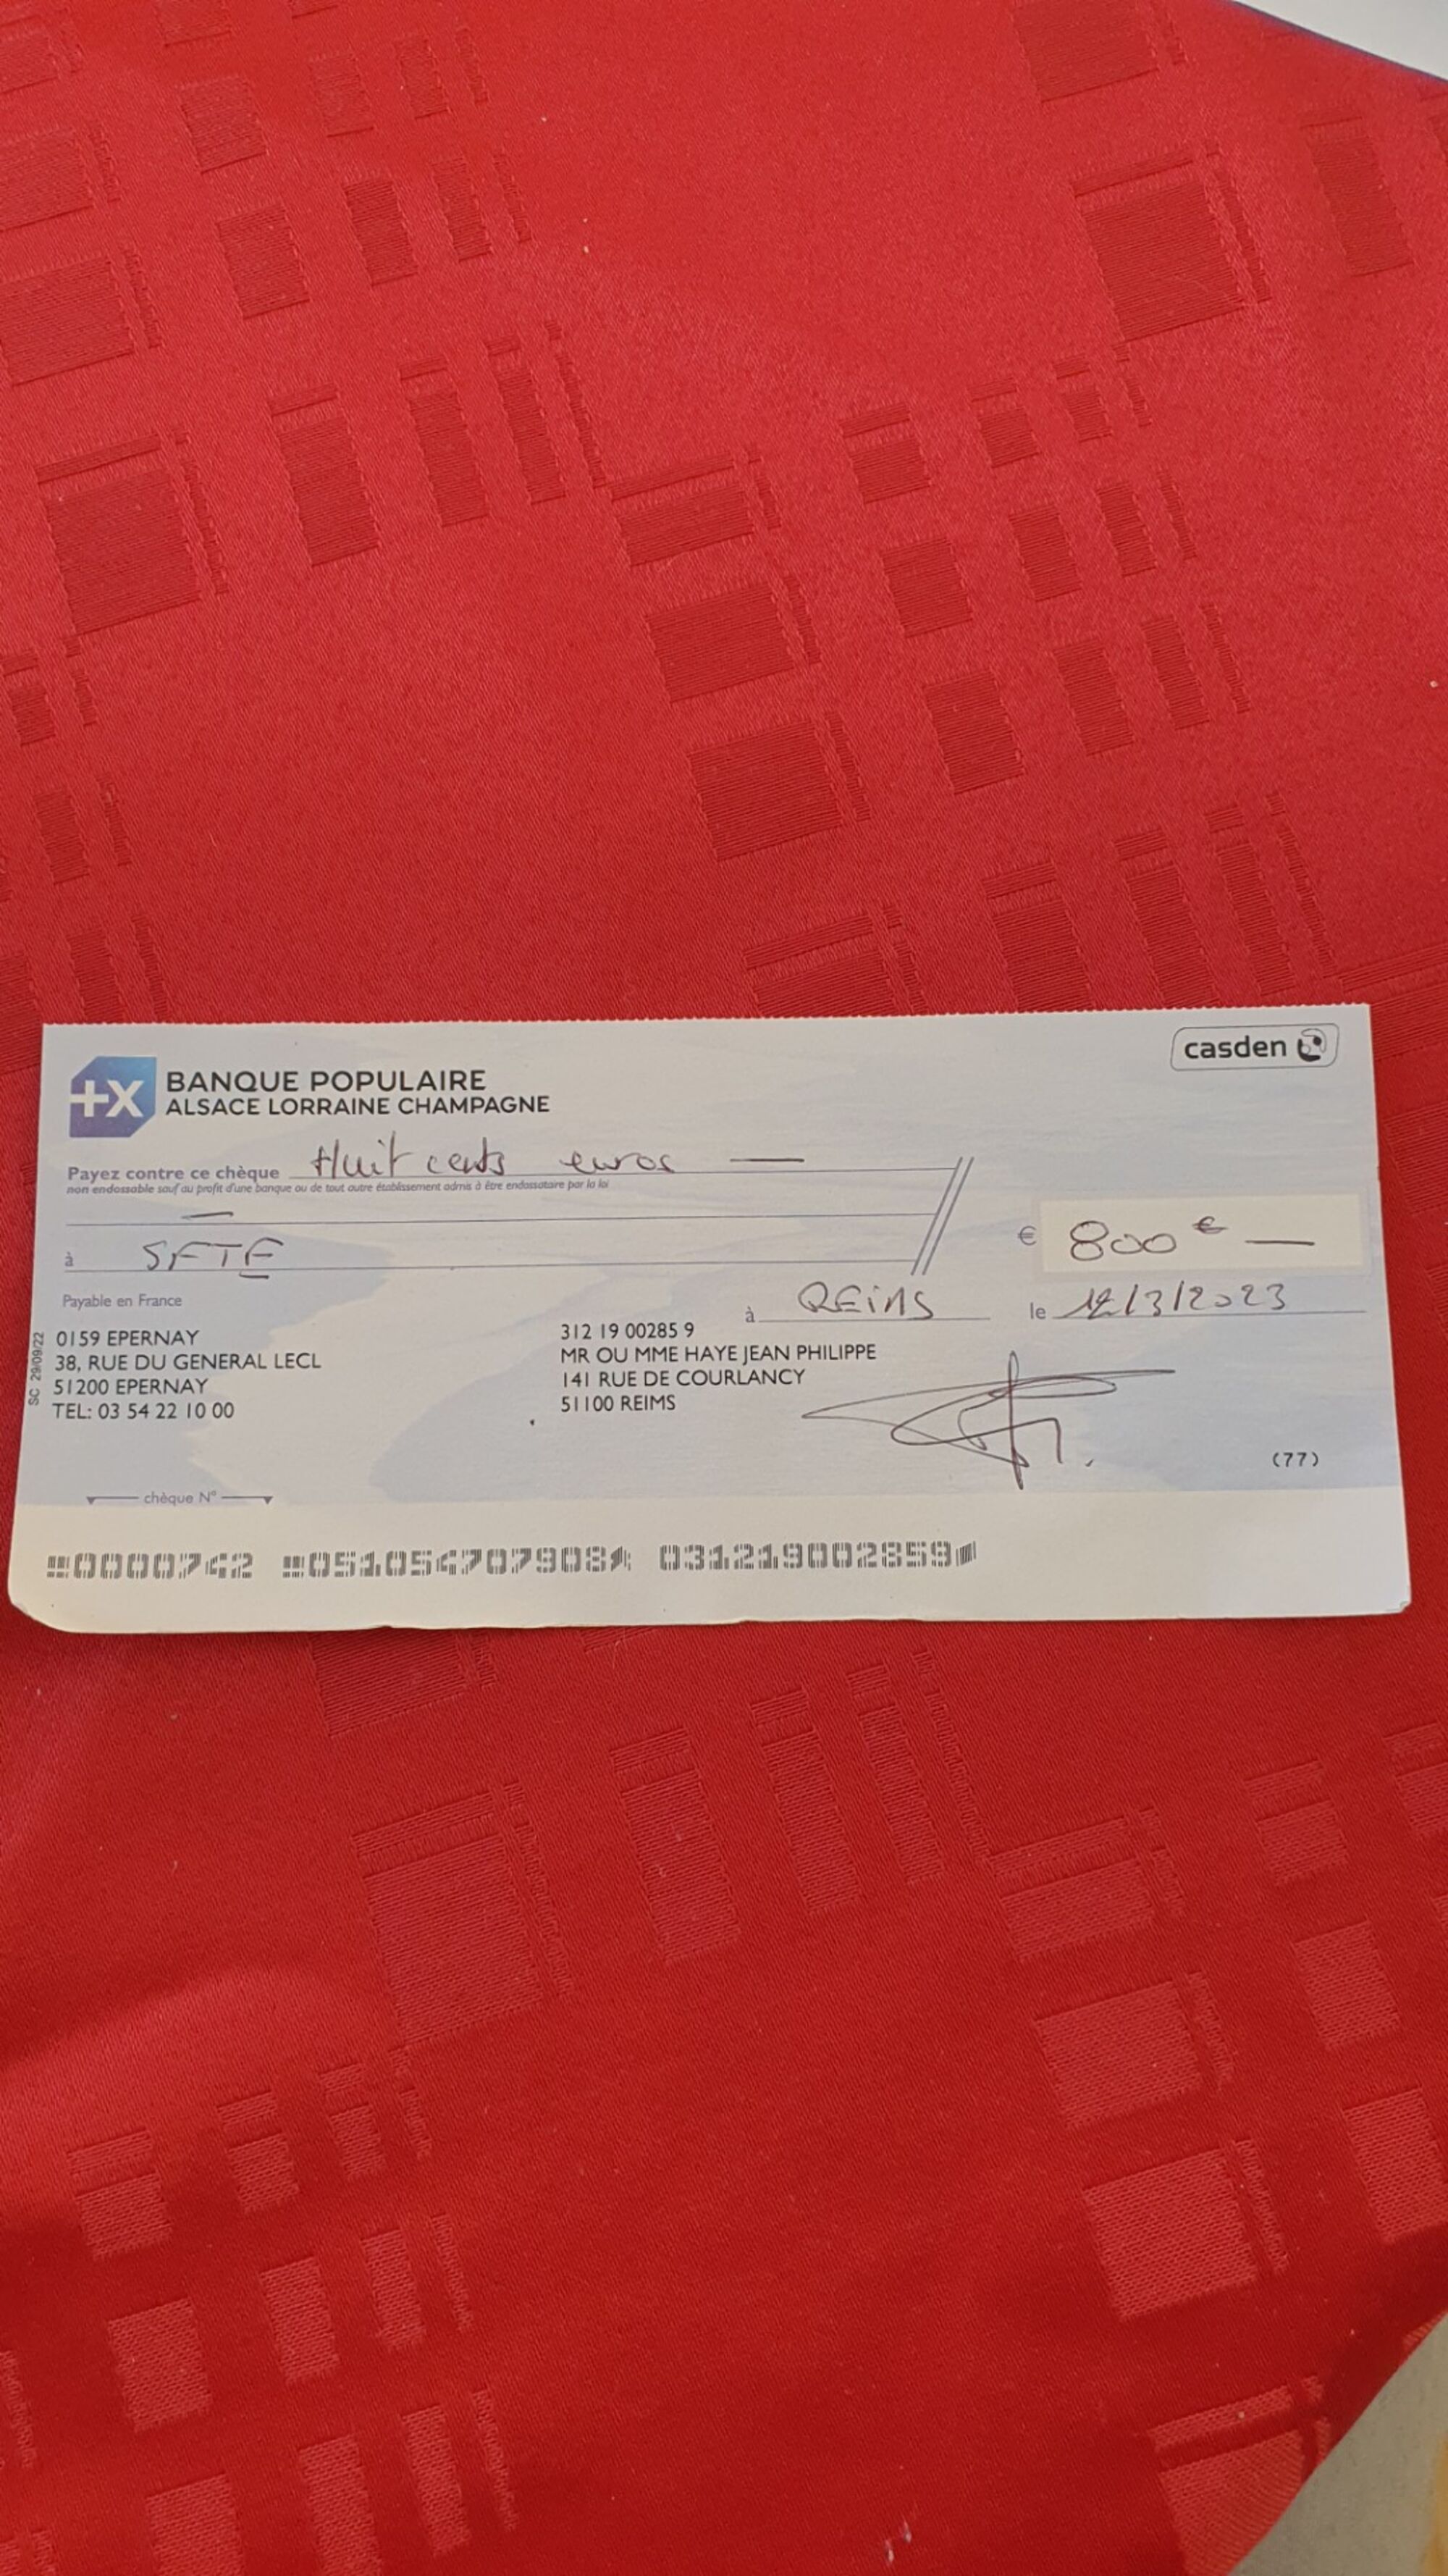 casden
+X BANQUE POPULAIRE
ALSACE LORRAINE CHAMPAGNE
Payez contre ce chèque Huit cents euros —
non endossable sauf au profit d'une banque ou de tout autre établissement admis à être endossataire par la loi
—
€ 800 € —
à SFTE
Payable en France
à REiMS le 12/3/2023
SC 29/09/22
0159 EPERNAY
38, RUE DU GENERAL LECL
51200 EPERNAY
TEL: 03 54 22 10 00
312 19 00285 9
MR OU MME HAYE JEAN PHILIPPE
141 RUE DE COURLANCY
51100 REIMS
(77)
chèque N°
0000742 051054707908 031219002859